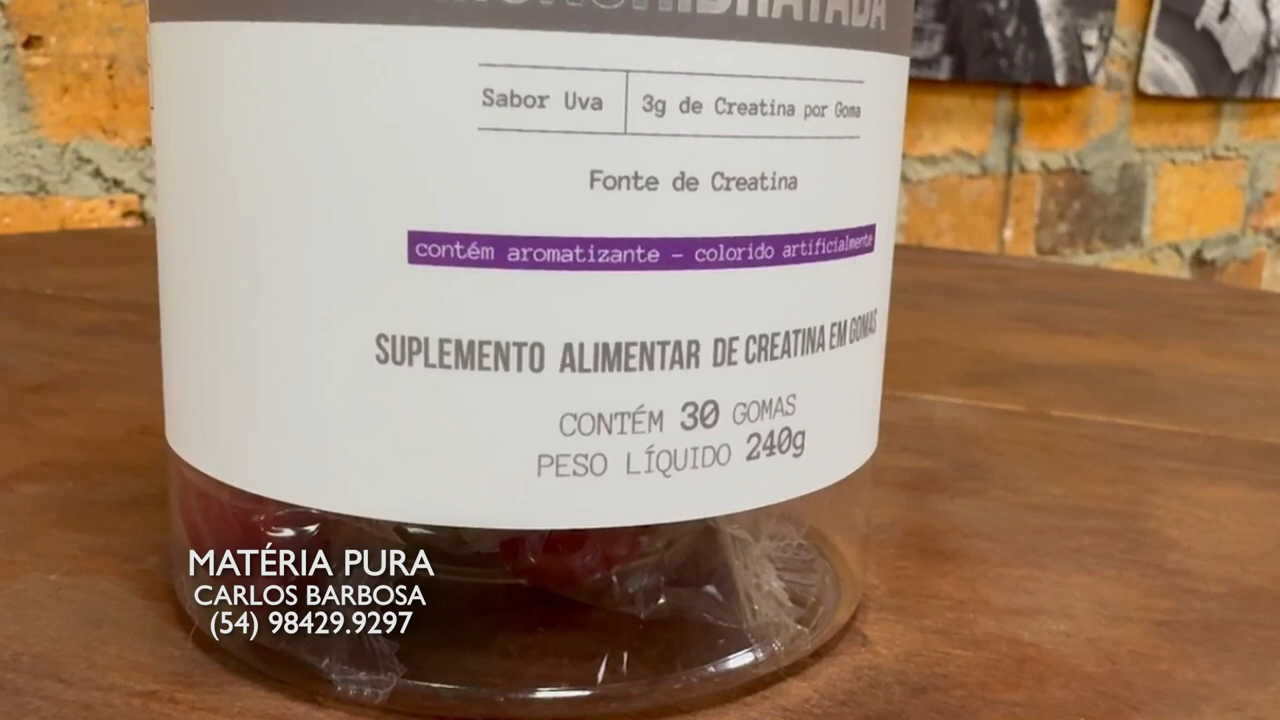 Sabor Uva 3g de Creatina por Goma
Fonte de Creatina
contém aromatizante – colorido artificialmente
SUPLEMENTO ALIMENTAR DE CREATINA EM GOMAS
CONTÉM 30 GOMAS
PESO LÍQUIDO 240g
MATÉRIA PURA
CARLOS BARBOSA
(54) 98429.9297